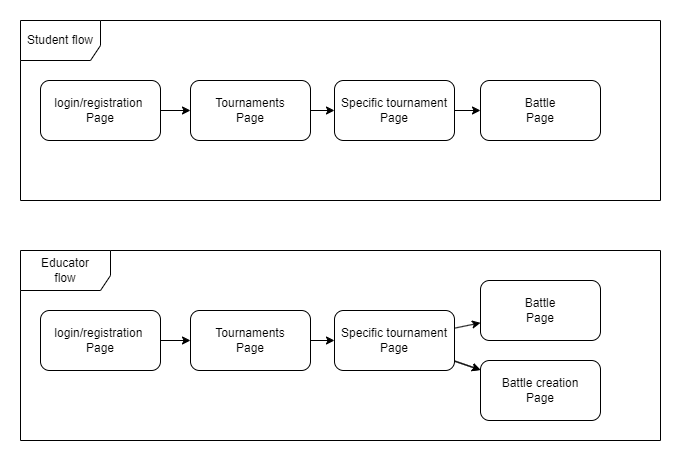 Student flow
login/registration
Page
Tournaments
Page
Specific tournament
Page
Battle
Page
Educator
flow
login/registration
Page
Tournaments
Page
Specific tournament
Page
Battle
Page
Battle creation
Page